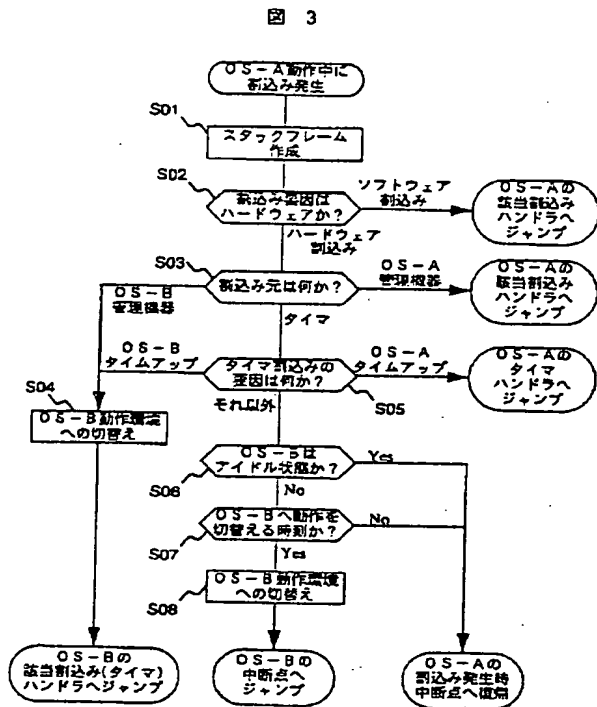 図 3
OS-A動作中に
割込み発生
S01
スタックフレーム
作成
S02
割込み要因は
ハードウェアか?
ソフトウェア
割込み
OS-Aの
該当割込み
ハンドラへ
ジャンプ
ハードウェア
割込み
S03
割込み元は何か?
OS-A
管理機器
OS-Aの
該当割込み
ハンドラへ
ジャンプ
OS-B
管理機器
タイマ
OS-B
タイムアップ
タイマ割込みの
要因は何か?
OS-A
タイムアップ
OS-Aの
タイマ
ハンドラへ
ジャンプ
S04
S05
OS-B動作環境
への切替え
それ以外
OS-Bは
アイドル状態か?
Yes
S06
No
OS-Bへ動作を
切替える時刻か?
No
S07
Yes
OS-B動作環境
への切替え
S08
OS-Bの
該当割込み(タイマ)
ハンドラへジャンプ
OS-Bの
中断点へ
ジャンプ
OS-Aの
割込み発生時
中断点へ復帰